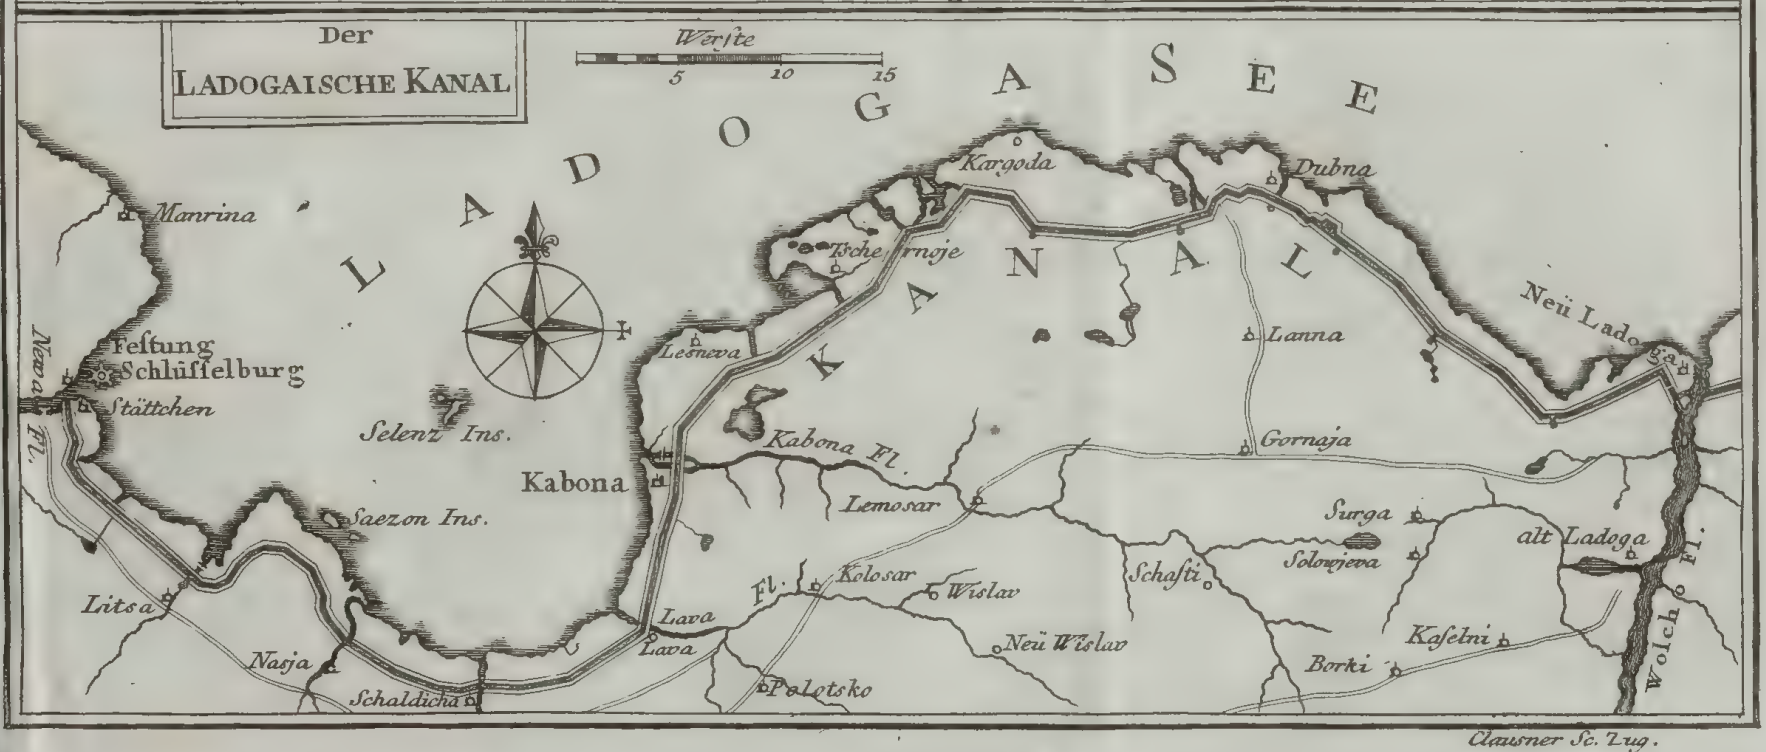 Der
LADOGAISCHE KANAL
Werſte
5 10 15
LADOGA SEE
Kargoda
Dubna
Manrina
Tschernoje
KANAL
Neü Ladoga
Newa Fl.
Feſtung
Schlüſſelburg
Stättchen
Lesneva
Lanna
Selenz Ins.
Kabona Fl.
Gornaja
Kabona
Lemosar
Saezon Ins.
Surga
alt Ladoga
Solowjeva
Schaſti
Kolosar
Wislav
Litsa
Lava Fl.
Lava
Neü Wislav
Kaſelni
Nasja
Borki
Wolcho Fl.
Schaldicha
Polotsko
Clausner Sc. Zug.